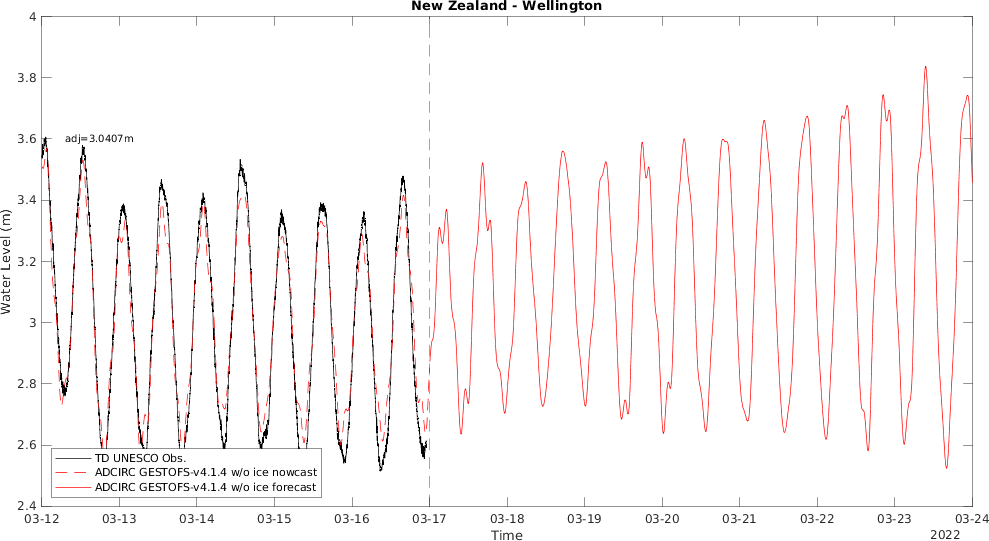 New Zealand - Wellington
Water Level (m)
4
3.8
3.6
3.4
3.2
3
2.8
2.6
2.4
adj=3.0407m
TD UNESCO Obs.
ADCIRC GESTOFS-v4.1.4 w/o ice nowcast
ADCIRC GESTOFS-v4.1.4 w/o ice forecast
03-12 03-13 03-14 03-15 03-16 03-17 03-18 03-19 03-20 03-21 03-22 03-23 03-24
Time
2022